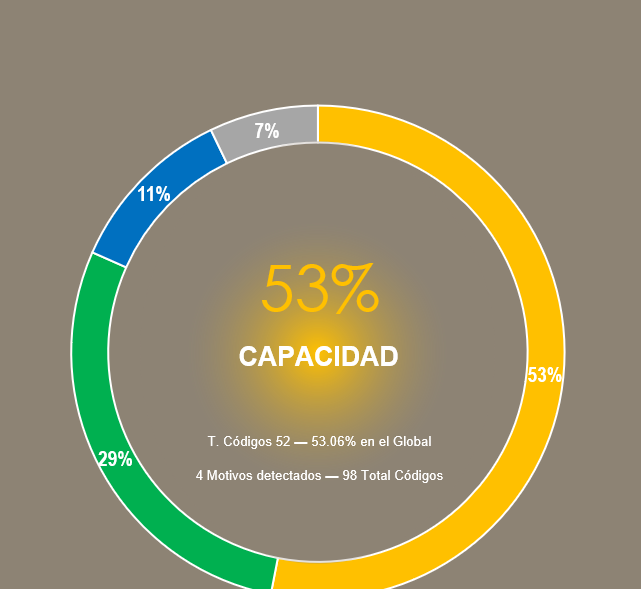 7%
11%
53%
CAPACIDAD
53%
T. Códigos 52 — 53.06% en el Global
29%
4 Motivos detectados — 98 Total Códigos